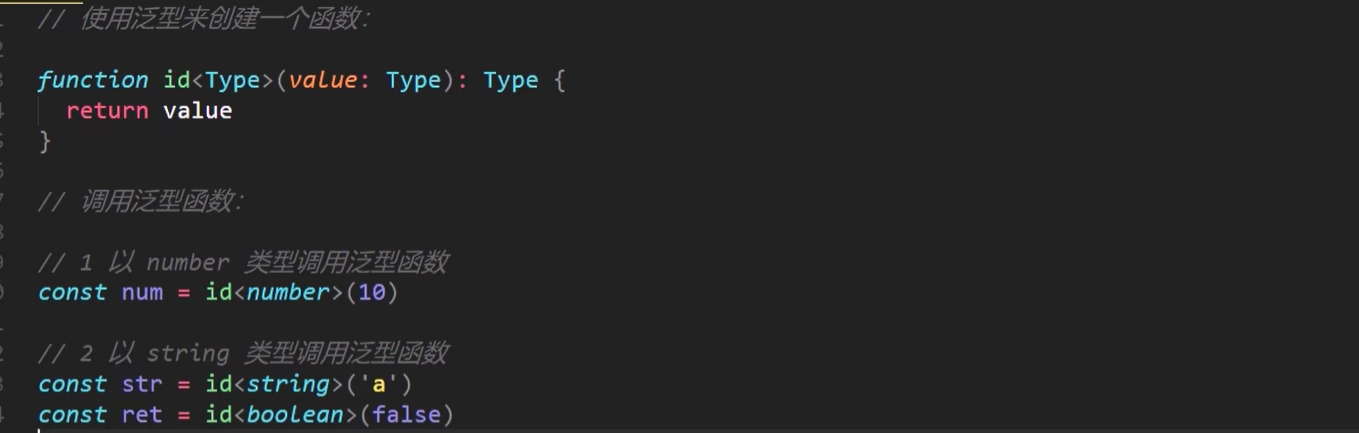 // 使用泛型来创建一个函数:
function id<Type>(value: Type): Type {
return value
}
// 调用泛型函数:
// 1 以 number 类型调用泛型函数
const num = id<number>(10)
// 2 以 string 类型调用泛型函数
const str = id<string>('a')
const ret = id<boolean>(false)